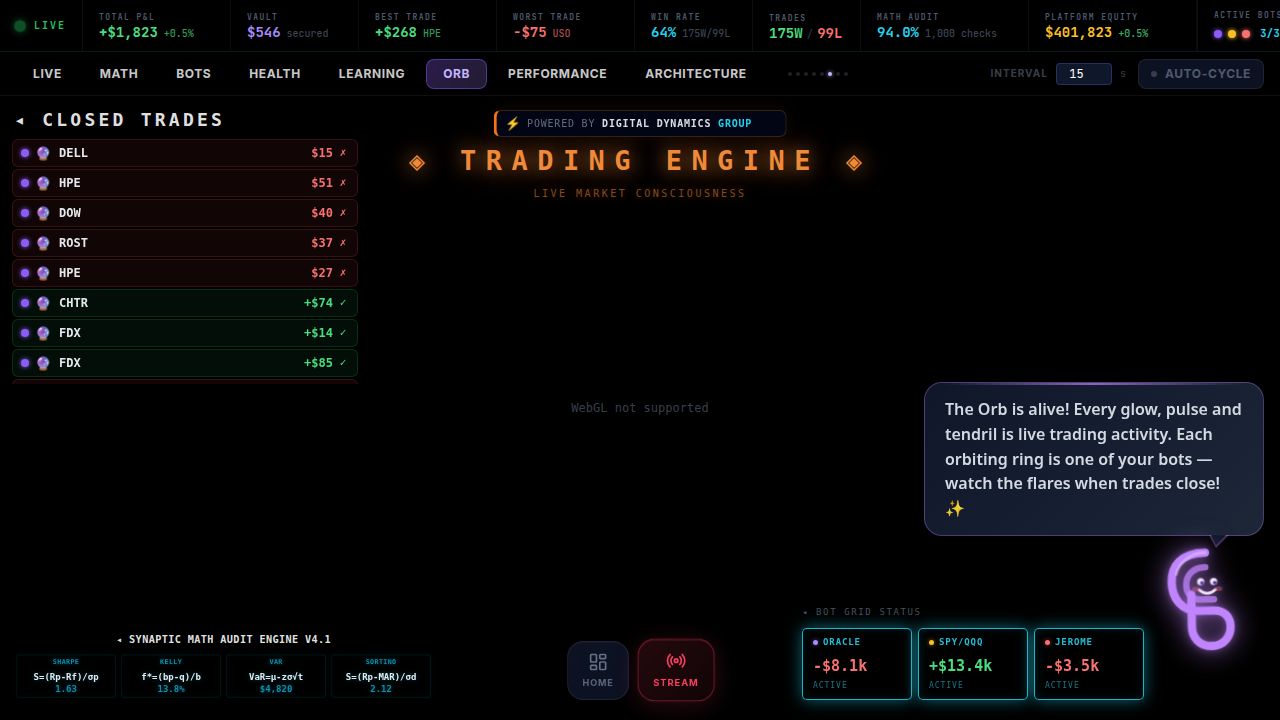 LIVE
TOTAL P&L
+$1,823 +0.5%
VAULT
$546 secured
BEST TRADE
+$268 HPE
WORST TRADE
-$75 USO
WIN RATE
64% 175W/99L
TRADES
175W / 99L
MATH AUDIT
94.0% 1,000 checks
PLATFORM EQUITY
$401,823 +0.5%
ACTIVE BOTS
3/3
LIVE MATH BOTS HEALTH LEARNING ORB PERFORMANCE ARCHITECTURE
INTERVAL 15 s AUTO-CYCLE
◂ CLOSED TRADES
DELL $15 ✗
HPE $51 ✗
DOW $40 ✗
ROST $37 ✗
HPE $27 ✗
CHTR +$74 ✓
FDX +$14 ✓
FDX +$85 ✓
⚡ POWERED BY DIGITAL DYNAMICS GROUP
◈ TRADING ENGINE ◈
LIVE MARKET CONSCIOUSNESS
WebGL not supported
The Orb is alive! Every glow, pulse and
tendril is live trading activity. Each
orbiting ring is one of your bots —
watch the flares when trades close!
✨
◂ SYNAPTIC MATH AUDIT ENGINE V4.1
SHARPE
S=(Rp-Rf)/σp
1.63
KELLY
f*=(bp-q)/b
13.8%
VAR
VaR=μ-zσ√t
$4,820
SORTINO
S=(Rp-MAR)/σd
2.12
HOME
STREAM
◂ BOT GRID STATUS
ORACLE
-$8.1k
ACTIVE
SPY/QQQ
+$13.4k
ACTIVE
JEROME
-$3.5k
ACTIVE